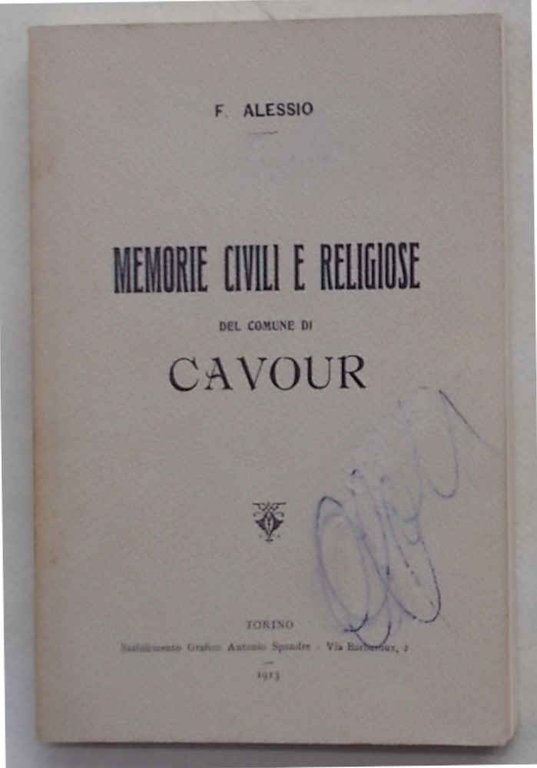 F. ALESSIO
MEMORIE CIVILI E RELIGIOSE
DEL COMUNE DI
CAVOUR
TORINO
Stabilimento Grafico Antonio Spandre - Via Barbaroux, 2
1913